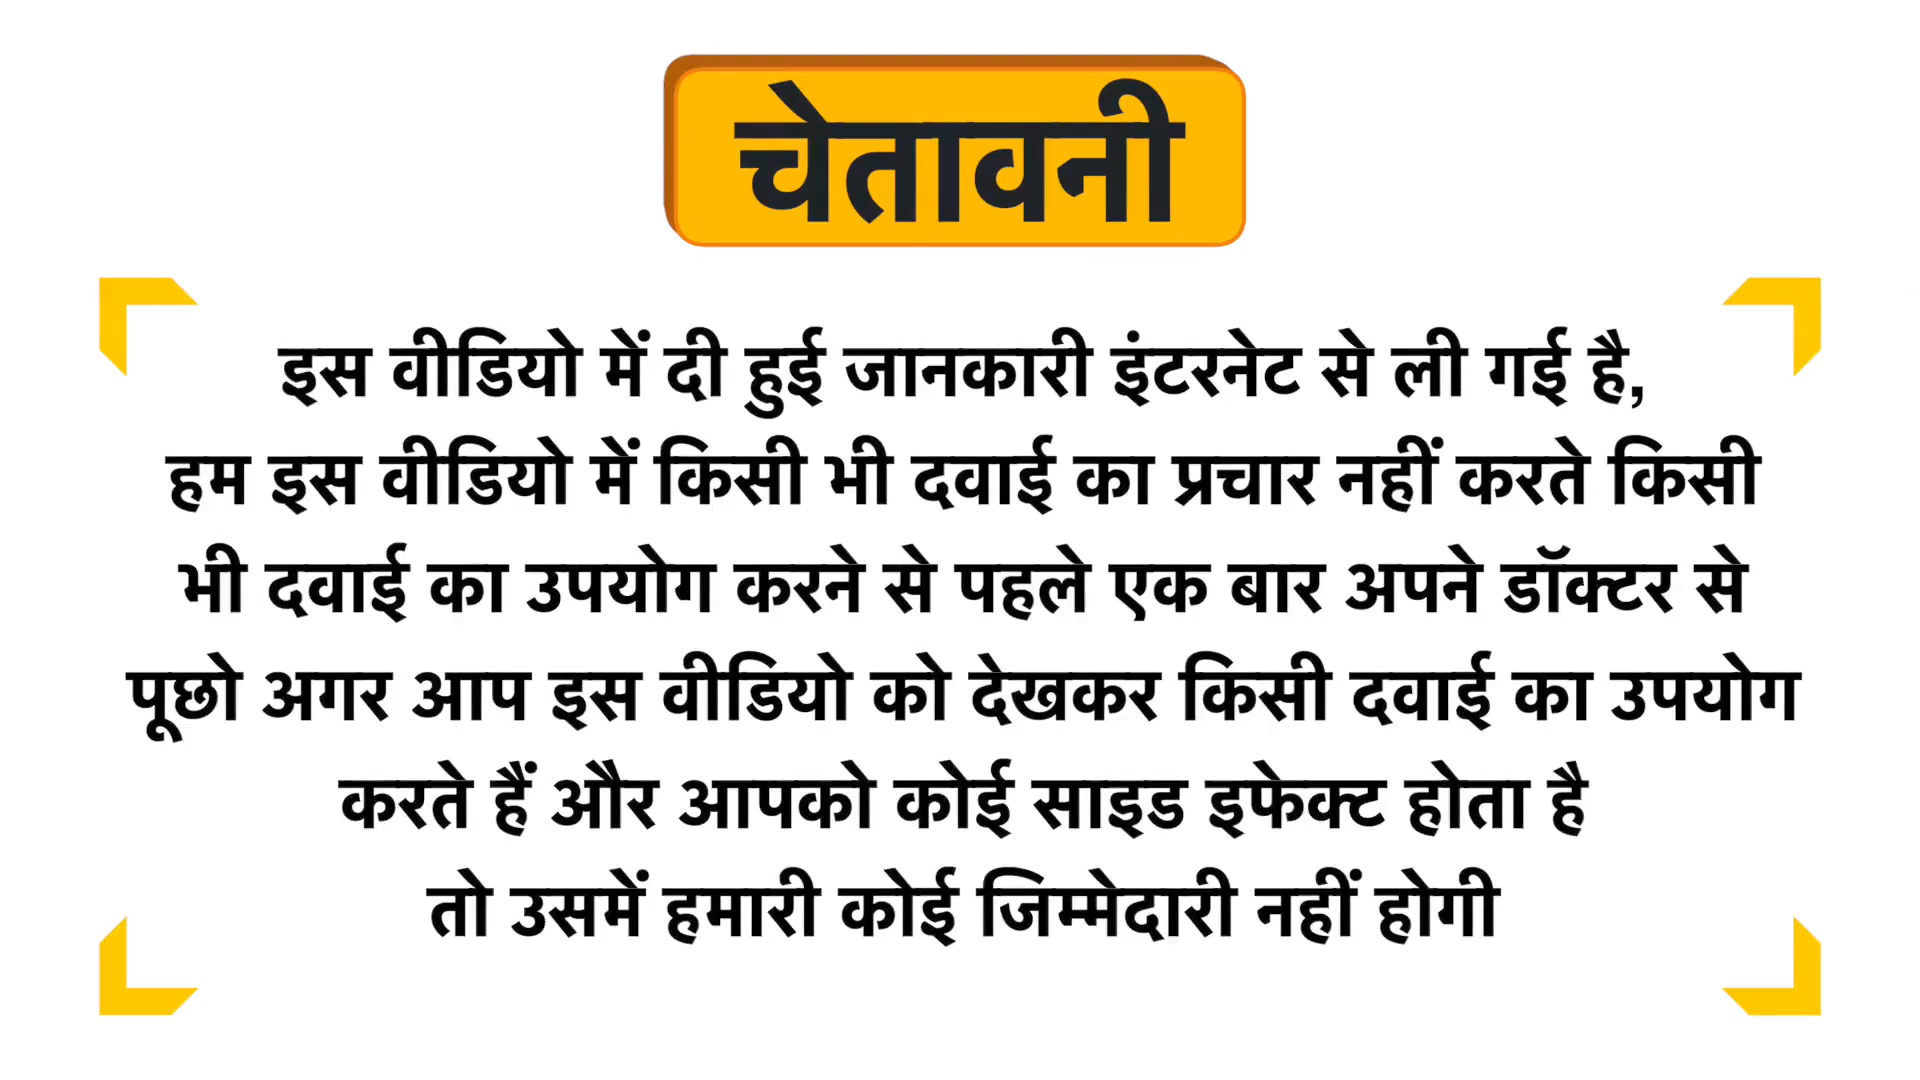 चेतावनी
इस वीडियो में दी हुई जानकारी इंटरनेट से ली गई है,
हम इस वीडियो में किसी भी दवाई का प्रचार नहीं करते किसी
भी दवाई का उपयोग करने से पहले एक बार अपने डॉक्टर से
पूछो अगर आप इस वीडियो को देखकर किसी दवाई का उपयोग
करते हैं और आपको कोई साइड इफेक्ट होता है
तो उसमें हमारी कोई जिम्मेदारी नहीं होगी